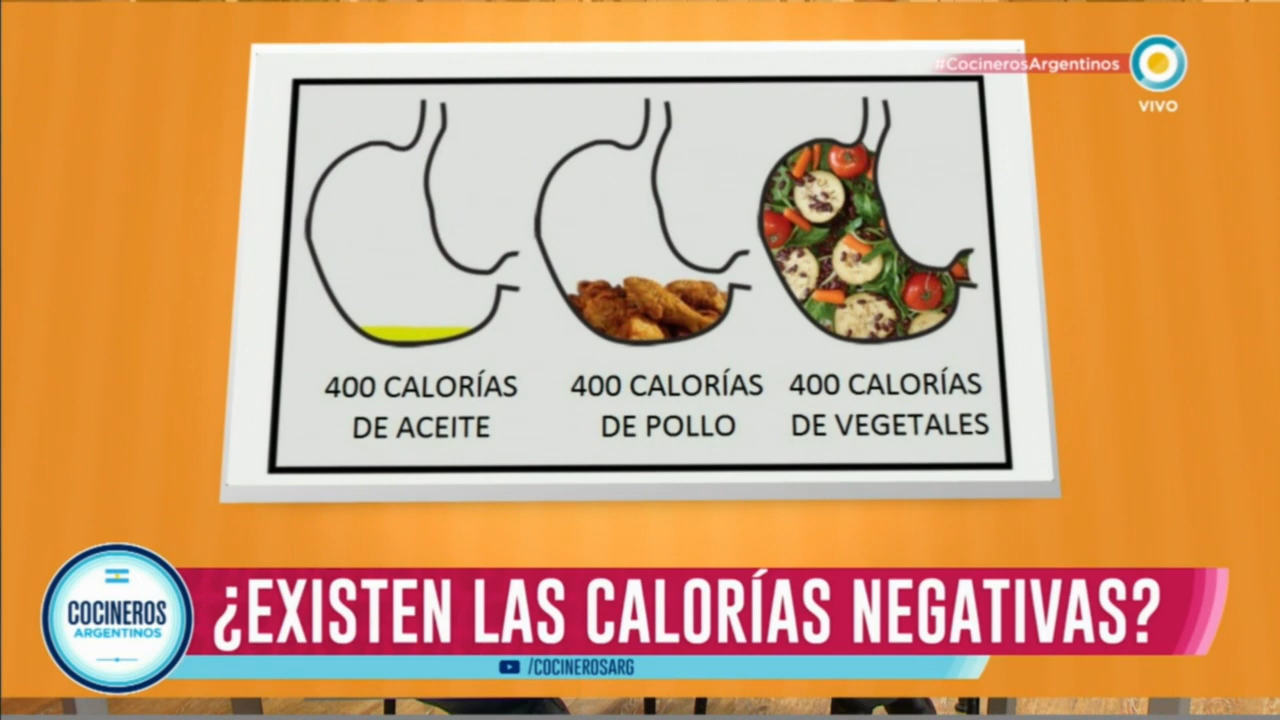 #CocinerosArgentinos
VIVO
400 CALORÍAS
DE ACEITE
400 CALORÍAS
DE POLLO
400 CALORÍAS
DE VEGETALES
COCINEROS
ARGENTINOS
¿EXISTEN LAS CALORÍAS NEGATIVAS?
/COCINEROSARG